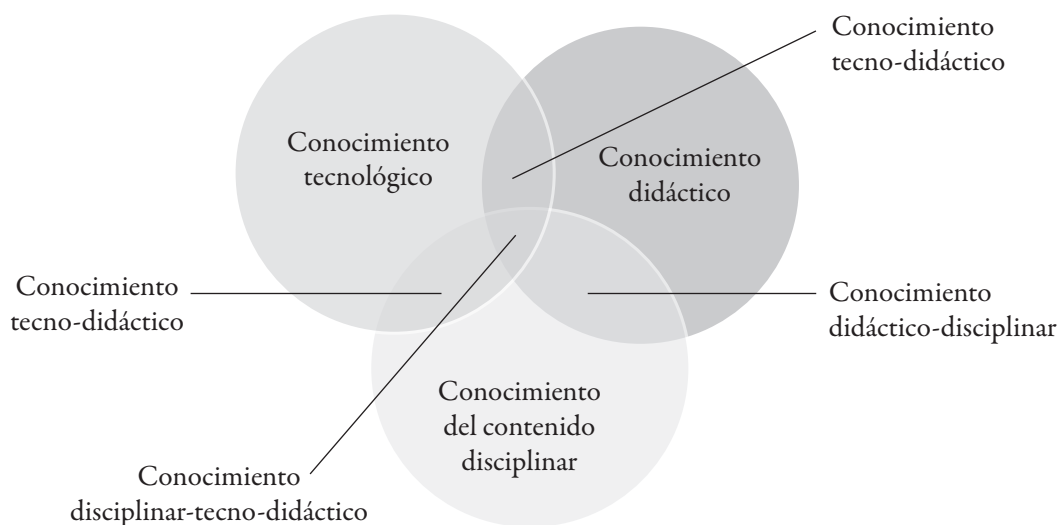 Conocimiento
tecno-didáctico
Conocimiento
tecnológico
Conocimiento
didáctico
Conocimiento
tecno-didáctico
Conocimiento
didáctico-disciplinar
Conocimiento
del contenido
disciplinar
Conocimiento
disciplinar-tecno-didáctico